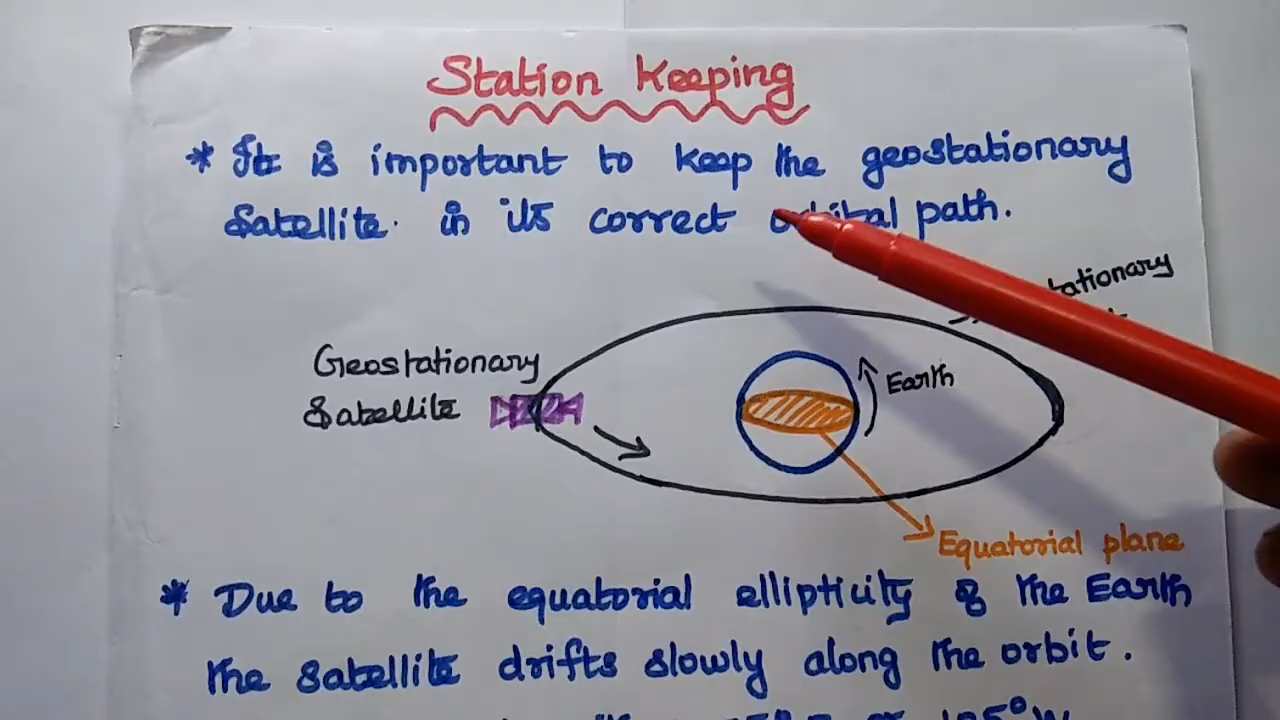 Station Keeping
* It is important to keep the geostationary
Satellite. in its correct orbital path.
Geostationary
Satellite
Earth
Equatorial plane
* Due to the equatorial ellipticity of the Earth
the satellite drifts slowly along the orbit.